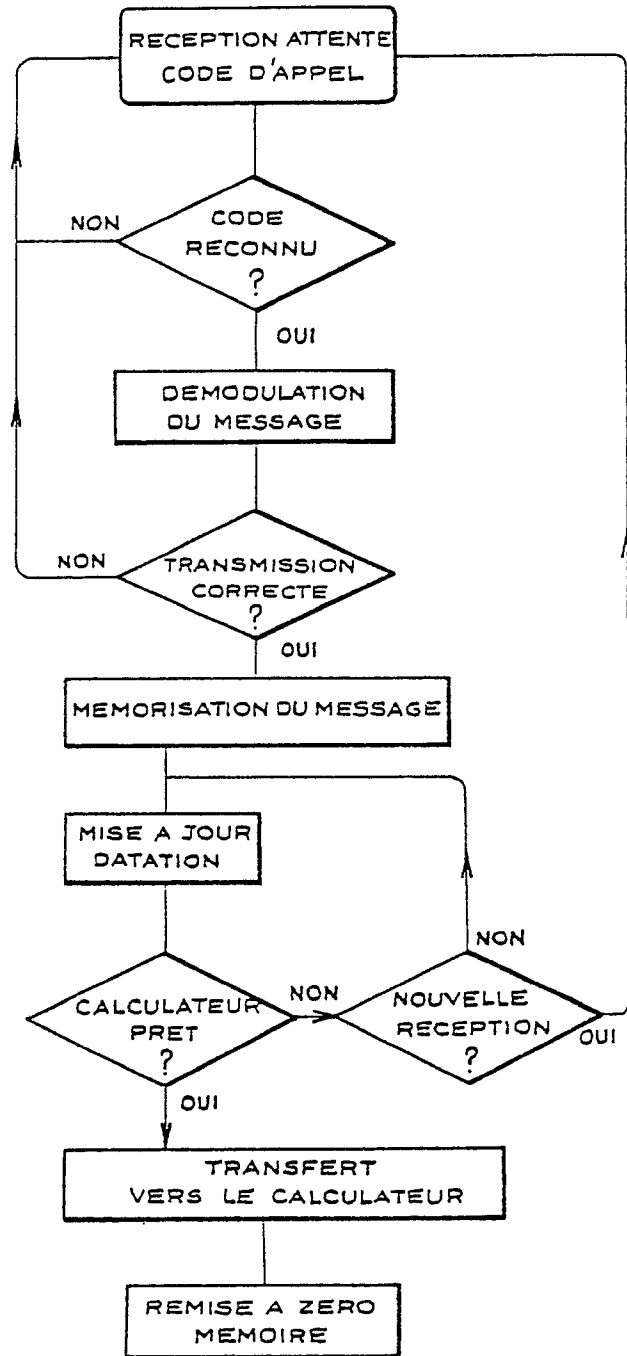 RECEPTION ATTENTE
CODE D'APPEL
NON
CODE
RECONNU
?
OUI
DEMODULATION
DU MESSAGE
NON
TRANSMISSION
CORRECTE
?
OUI
MEMORISATION DU MESSAGE
MISE A JOUR
DATATION
NON
CALCULATEUR
PRET
?
NON
NOUVELLE
RECEPTION
?
OUI
OUI
TRANSFERT
VERS LE CALCULATEUR
REMISE A ZERO
MEMOIRE